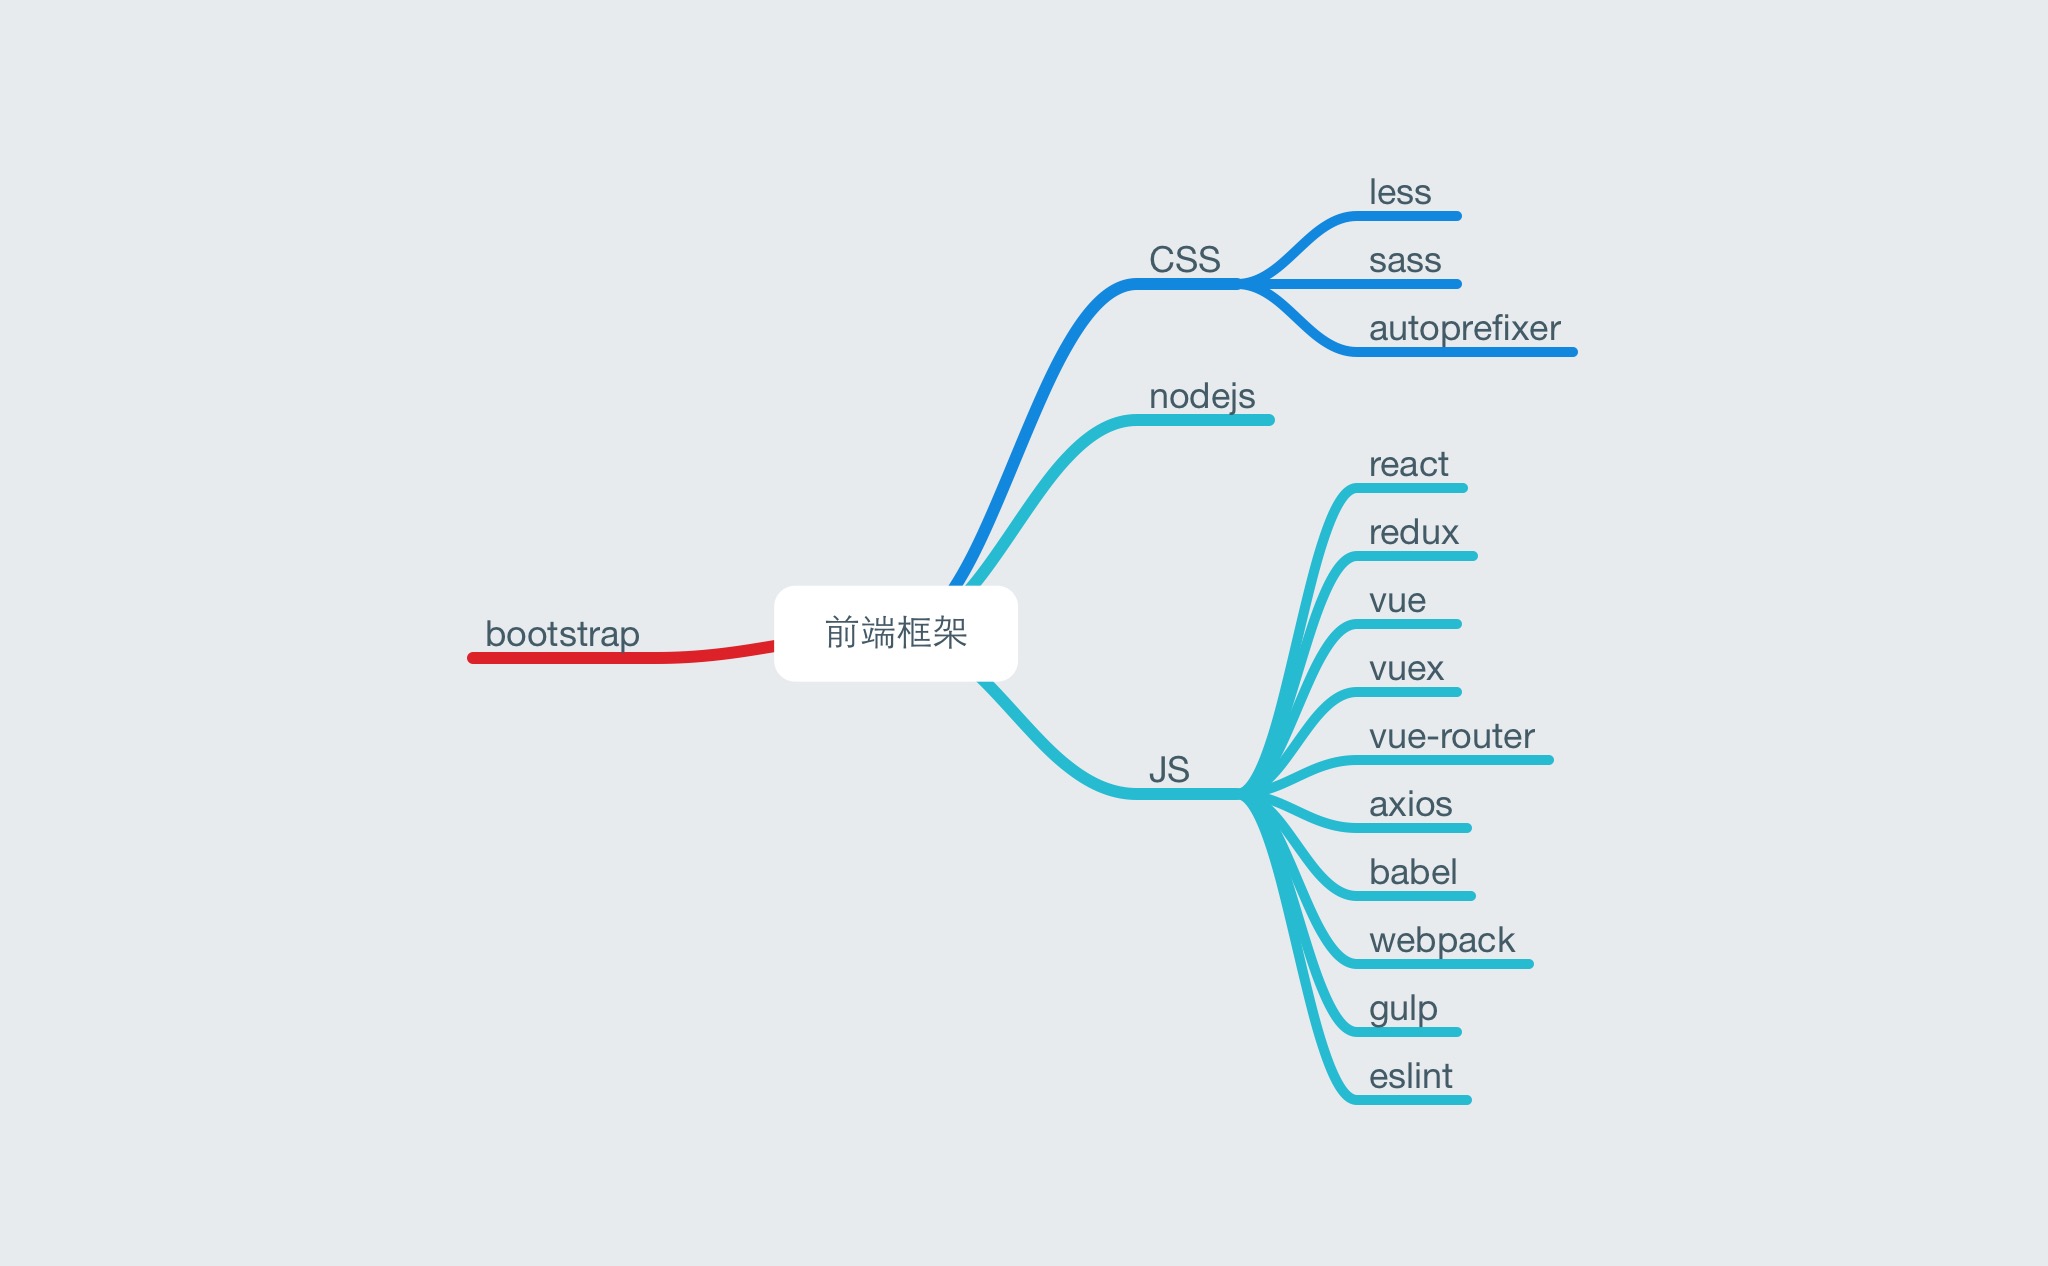 less
CSS
sass
autoprefixer
nodejs
react
redux
vue
bootstrap
前端框架
vuex
vue-router
JS
axios
babel
webpack
gulp
eslint